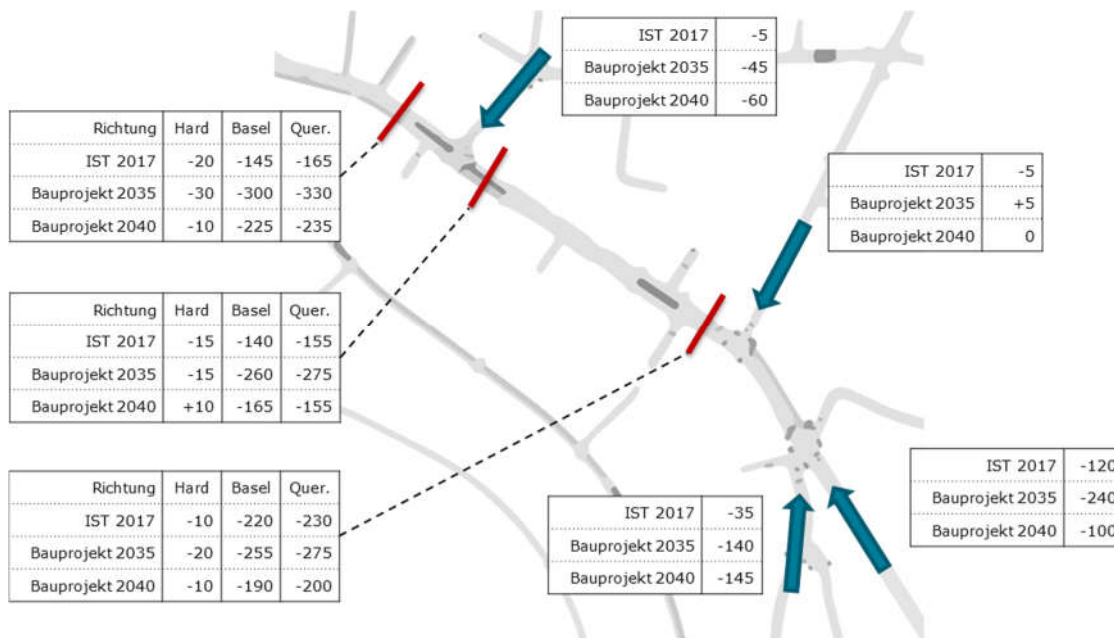 IST 2017 -5
Bauprojekt 2035 -45
Bauprojekt 2040 -60
Richtung Hard Basel Quer.
IST 2017 -20 -145 -165
Bauprojekt 2035 -30 -300 -330
Bauprojekt 2040 -10 -225 -235
IST 2017 -5
Bauprojekt 2035 +5
Bauprojekt 2040 0
Richtung Hard Basel Quer.
IST 2017 -15 -140 -155
Bauprojekt 2035 -15 -260 -275
Bauprojekt 2040 +10 -165 -155
Richtung Hard Basel Quer.
IST 2017 -10 -220 -230
Bauprojekt 2035 -20 -255 -275
Bauprojekt 2040 -10 -190 -200
IST 2017 -35
Bauprojekt 2035 -140
Bauprojekt 2040 -145
IST 2017 -120
Bauprojekt 2035 -240
Bauprojekt 2040 -100